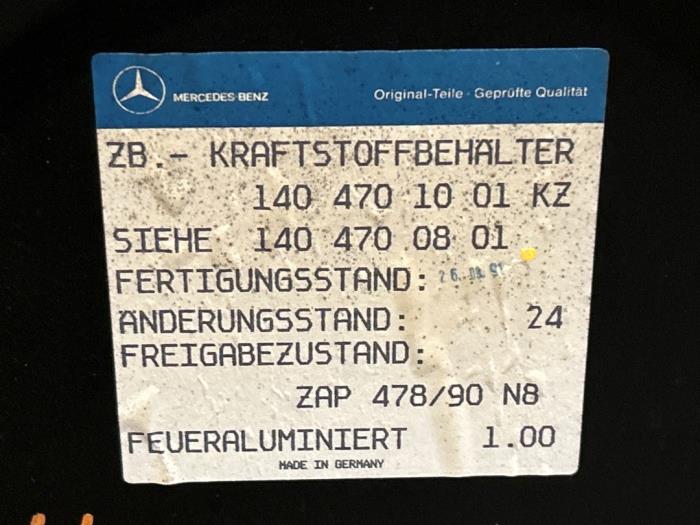 MERCEDES-BENZ Original-Teile · Geprüfte Qualität
ZB.- KRAFTSTOFFBEHÄLTER
140 470 10 01 KZ
SIEHE 140 470 08 01
FERTIGUNGSSTAND:
ÄNDERUNGSSTAND: 24
FREIGABEZUSTAND:
ZAP 478/90 N8
FEUERALUMINIERT 1.00
MADE IN GERMANY